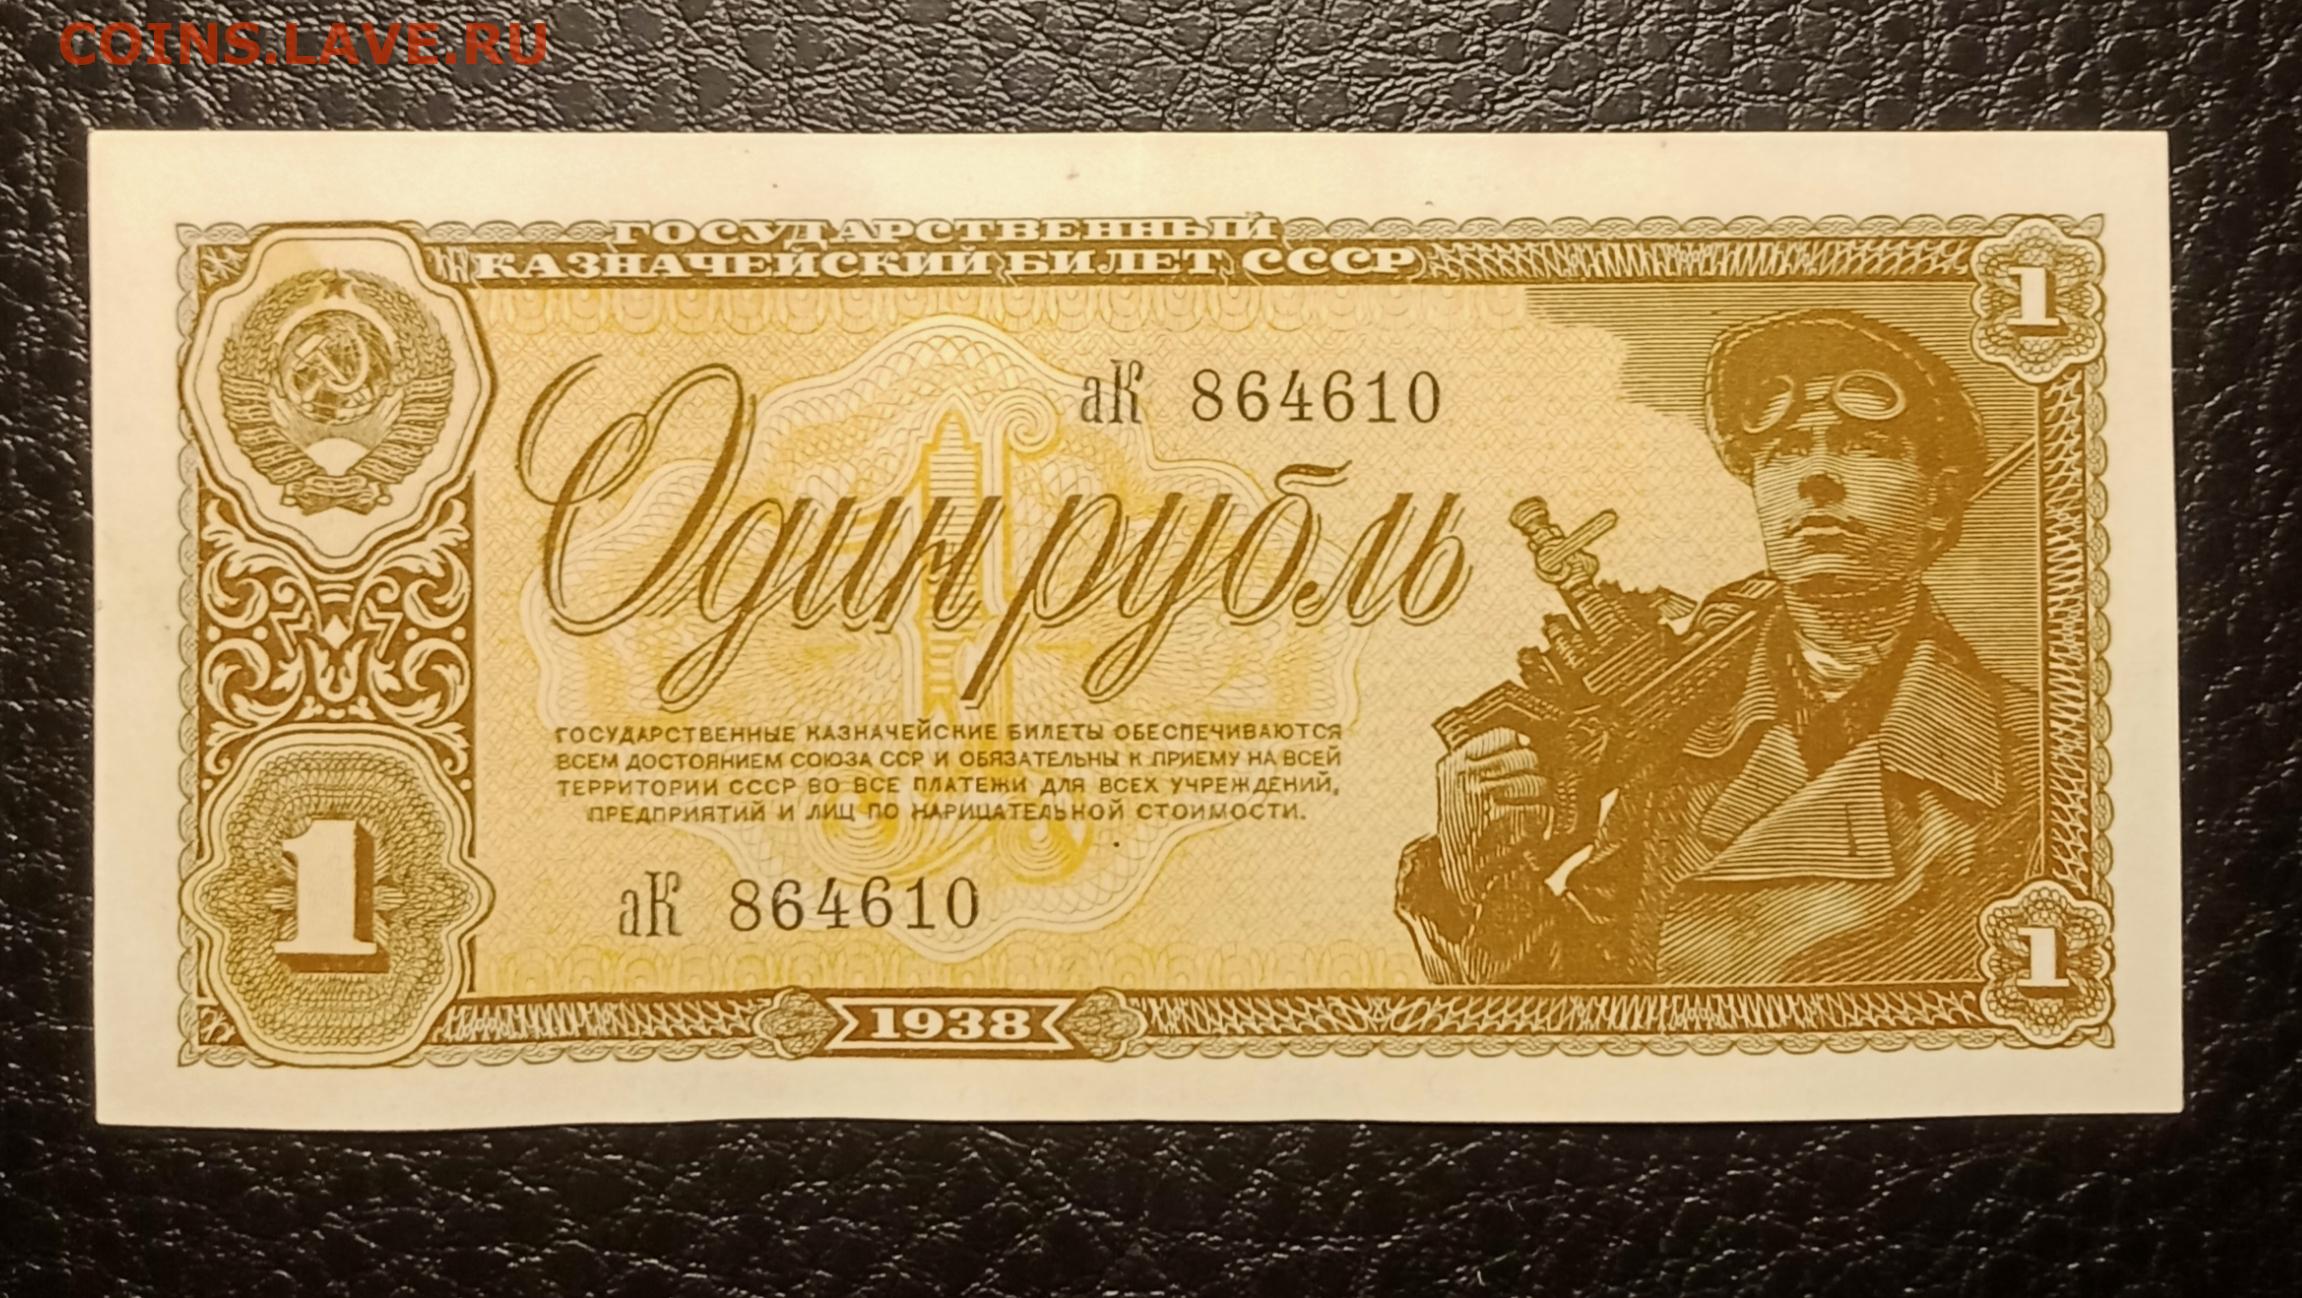 COINS.LAVE.RU
ГОСУДАРСТВЕННЫЙ
КАЗНАЧЕЙСКИЙ БИЛЕТ СССР
1
аК 864610
Один рубль
ГОСУДАРСТВЕННЫЕ КАЗНАЧЕЙСКИЕ БИЛЕТЫ ОБЕСПЕЧИВАЮТСЯ
ВСЕМ ДОСТОЯНИЕМ СОЮЗА ССР И ОБЯЗАТЕЛЬНЫ К ПРИЕМУ НА ВСЕЙ
ТЕРРИТОРИИ СССР ВО ВСЕ ПЛАТЕЖИ ДЛЯ ВСЕХ УЧРЕЖДЕНИЙ,
ПРЕДПРИЯТИЙ И ЛИЦ ПО НАРИЦАТЕЛЬНОЙ СТОИМОСТИ.
1
аК 864610
1
1938